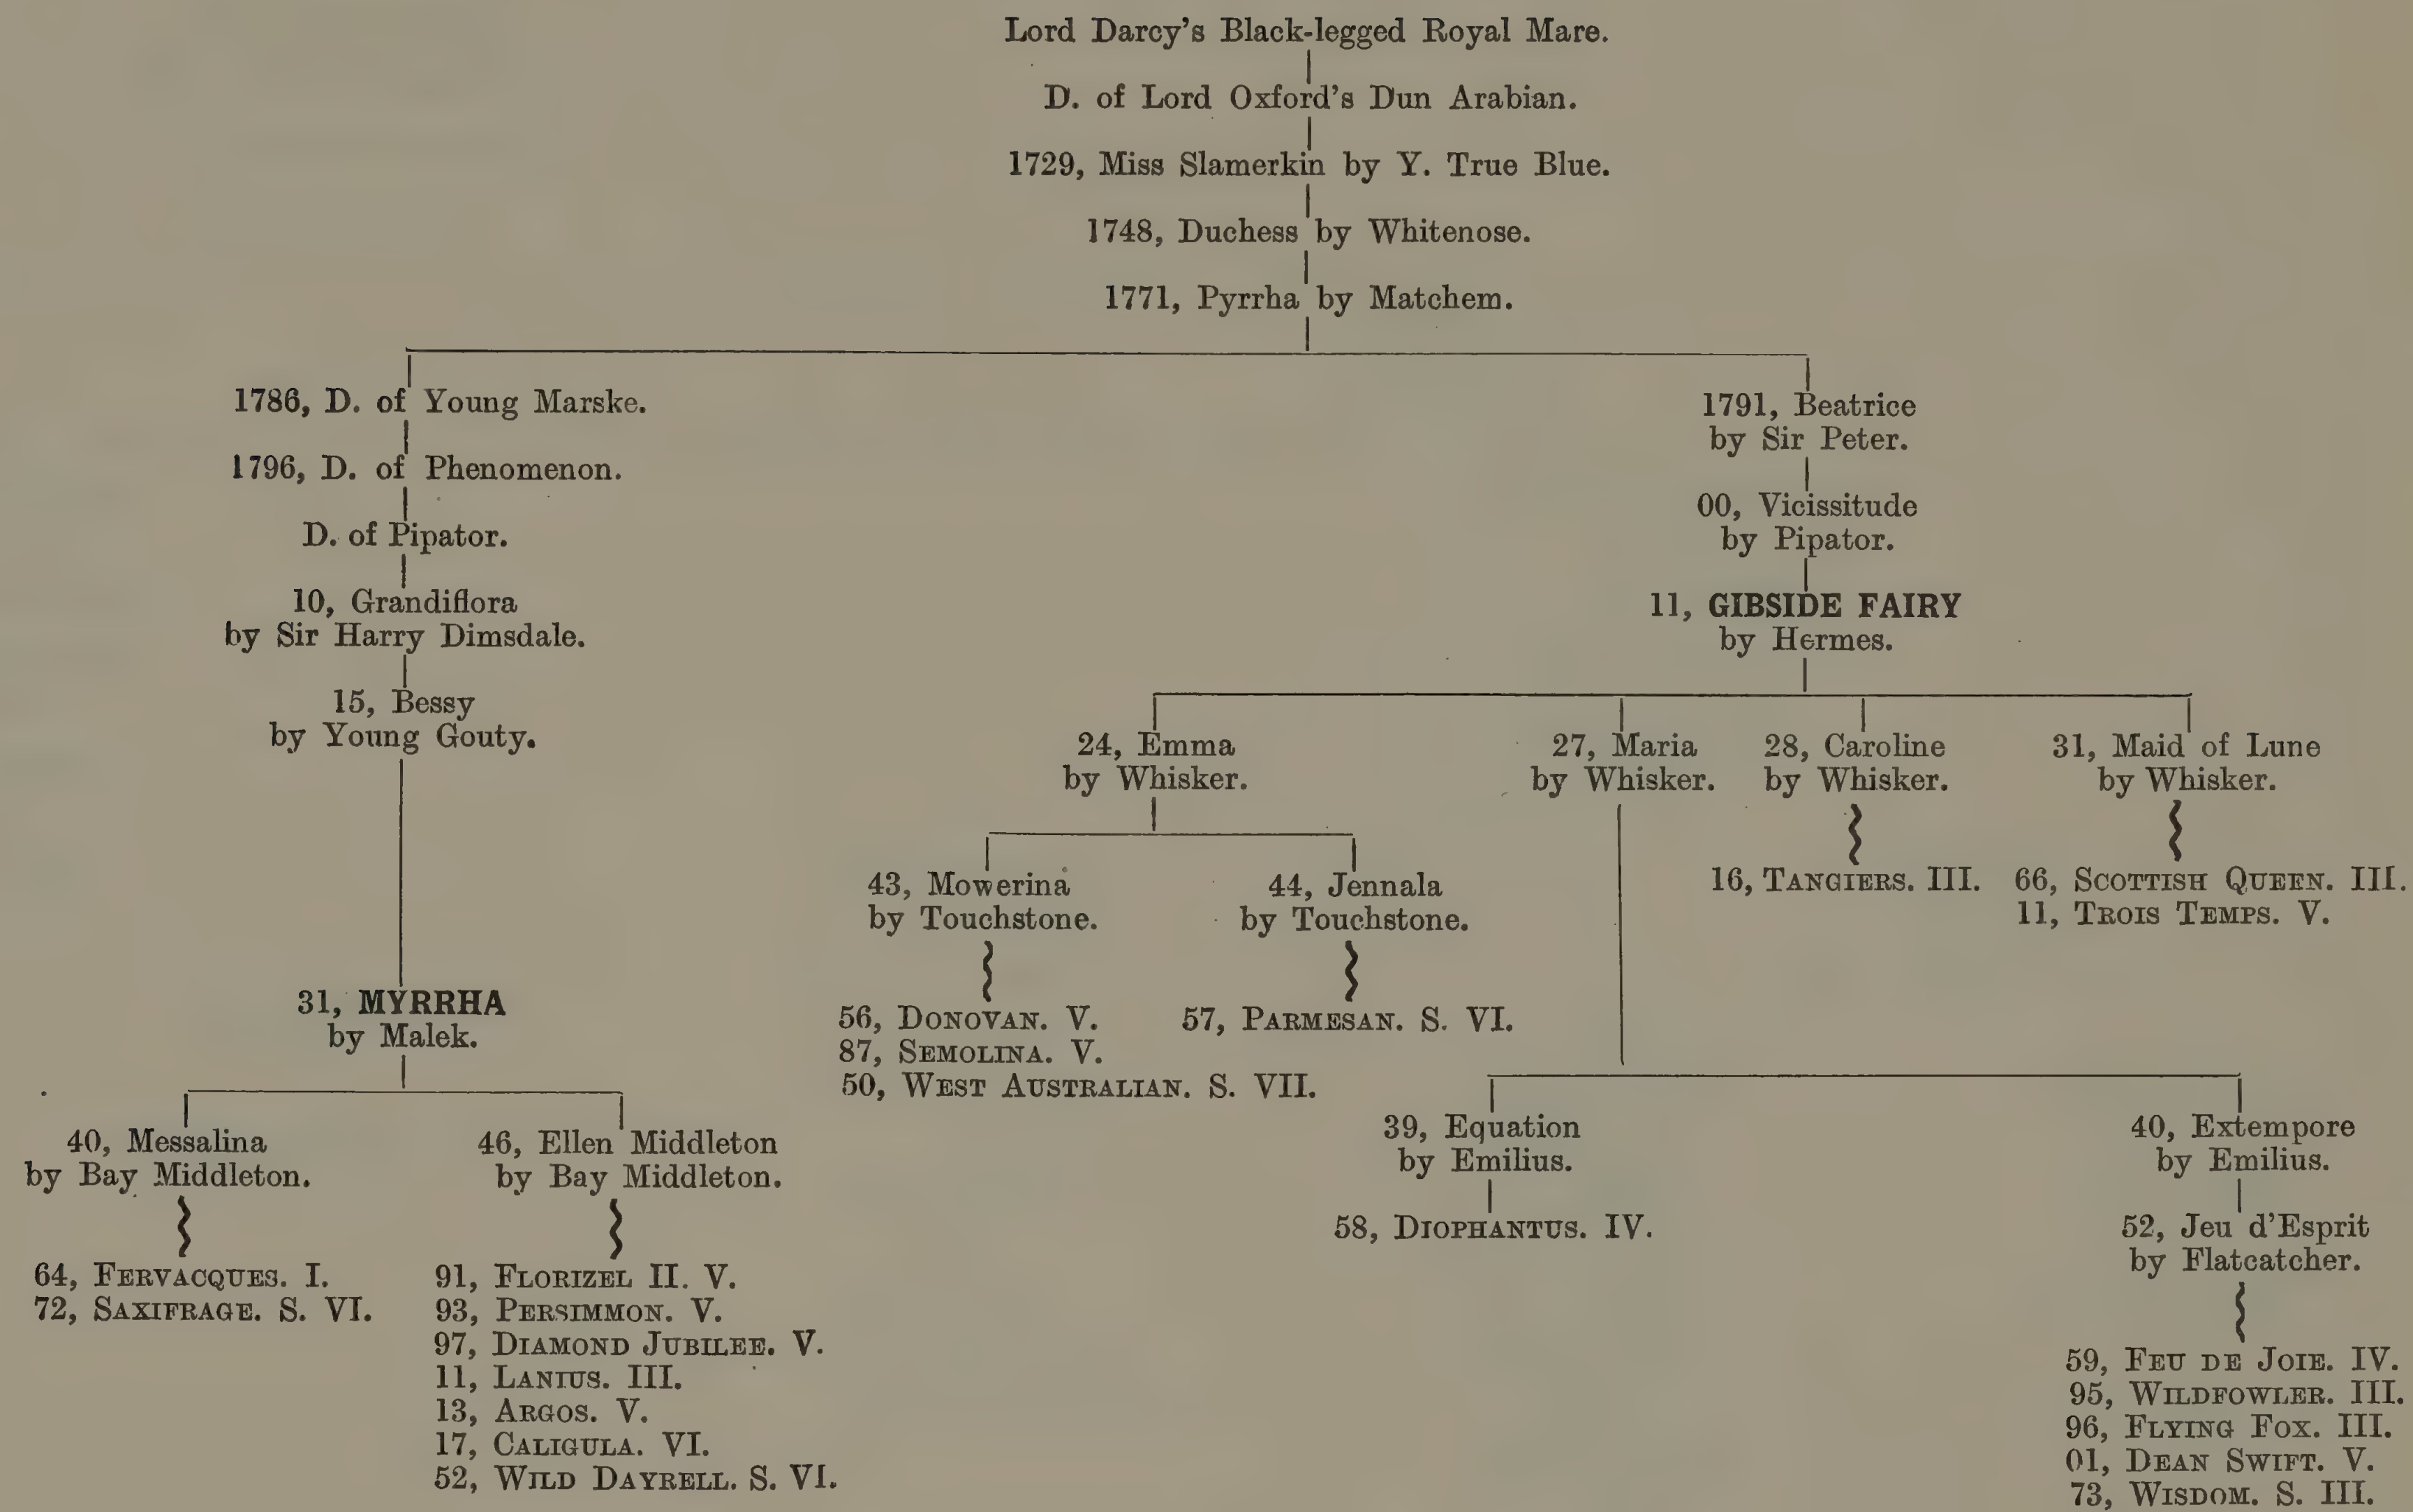 Lord Darcy's Black-legged Royal Mare.
D. of Lord Oxford's Dun Arabian.
1729, Miss Slamerkin by Y. True Blue.
1748, Duchess by Whitenose.
1771, Pyrrha by Matchem.
1786, D. of Young Marske.
1796, D. of Phenomenon.
D. of Pipator.
10, Grandiflora
by Sir Harry Dimsdale.
15, Bessy
by Young Gouty.
31, MYRRHA
by Malek.
40, Messalina
by Bay Middleton.
64, FERVACQUES. I.
72, SAXIFRAGE. S. VI.
46, Ellen Middleton
by Bay Middleton.
91, FLORIZEL II. V.
93, PERSIMMON. V.
97, DIAMOND JUBILEE. V.
11, LANIUS. III.
13, ARGOS. V.
17, CALIGULA. VI.
52, WILD DAYRELL. S. VI.
1791, Beatrice
by Sir Peter.
00, Vicissitude
by Pipator.
11, GIBSIDE FAIRY
by Hermes.
24, Emma
by Whisker.
43, Mowerina
by Touchstone.
56, DONOVAN. V.
87, SEMOLINA. V.
50, WEST AUSTRALIAN. S. VII.
44, Jennala
by Touchstone.
57, PARMESAN. S. VI.
27, Maria
by Whisker.
39, Equation
by Emilius.
58, DIOPHANTUS. IV.
40, Extempore
by Emilius.
52, Jeu d'Esprit
by Flatcatcher.
59, FEU DE JOIE. IV.
95, WILDFOWLER. III.
96, FLYING FOX. III.
01, DEAN SWIFT. V.
73, WISDOM. S. III.
28, Caroline
by Whisker.
16, TANGIERS. III.
31, Maid of Lune
by Whisker.
66, SCOTTISH QUEEN. III.
11, TROIS TEMPS. V.